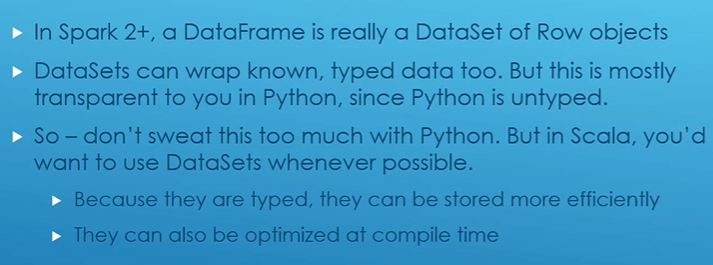 In Spark 2+, a DataFrame is really a DataSet of Row objects
DataSets can wrap known, typed data too. But this is mostly
transparent to you in Python, since Python is untyped.
So – don't sweat this too much with Python. But in Scala, you'd
want to use DataSets whenever possible.
Because they are typed, they can be stored more efficiently
They can also be optimized at compile time